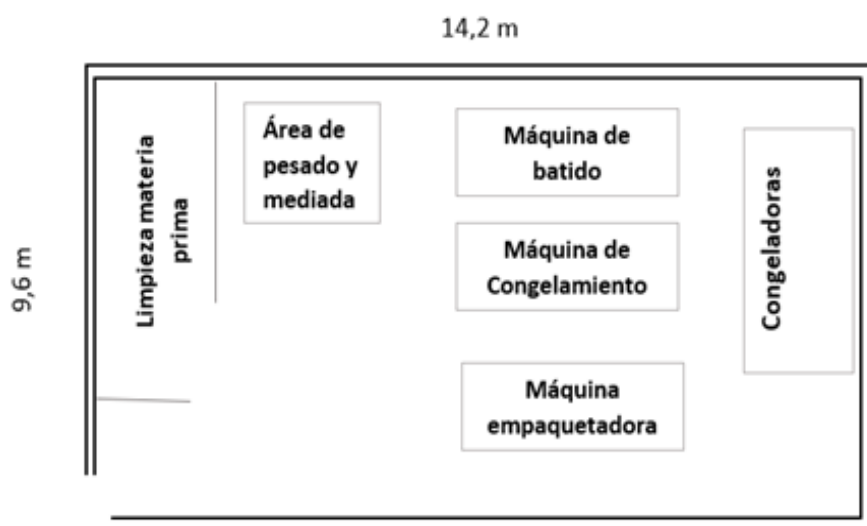 14,2 m
9,6 m
Limpieza materia
prima
Área de
pesado y
mediada
Máquina de
batido
Máquina de
Congelamiento
Máquina
empaquetadora
Congeladoras